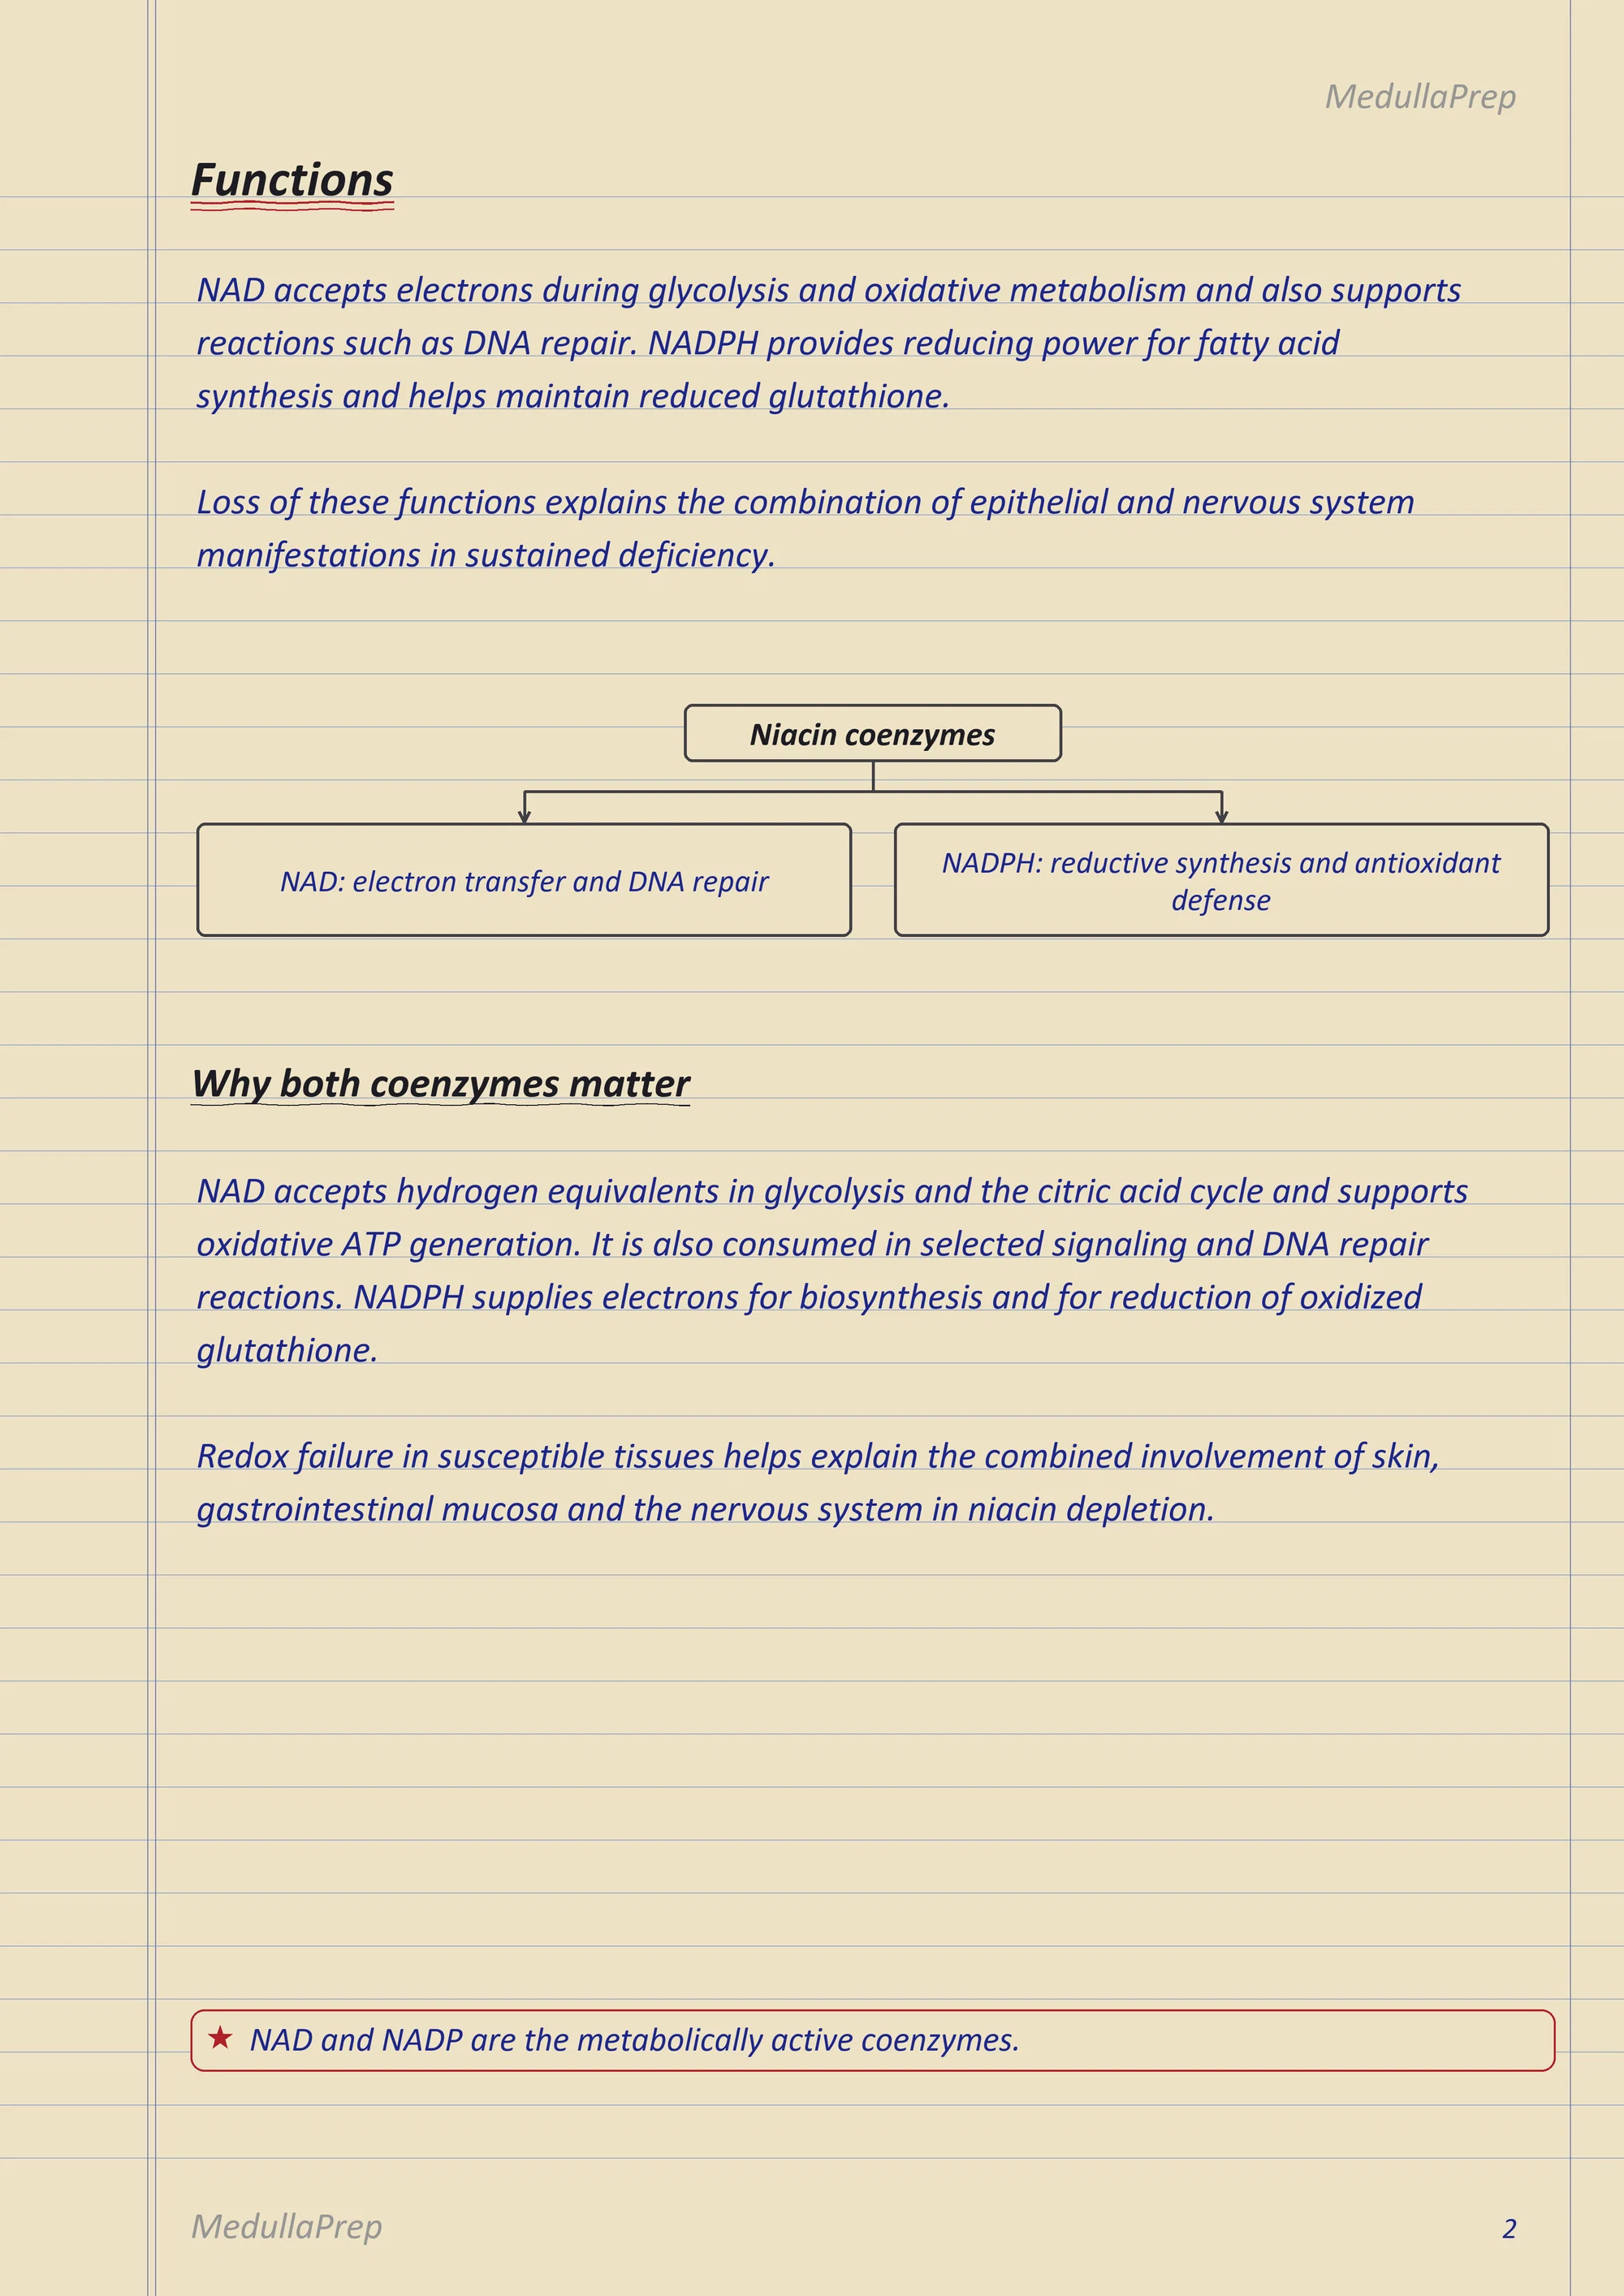 MedullaPrep
Functions
NAD accepts electrons during glycolysis and oxidative metabolism and also supports
reactions such as DNA repair. NADPH provides reducing power for fatty acid
synthesis and helps maintain reduced glutathione.
Loss of these functions explains the combination of epithelial and nervous system
manifestations in sustained deficiency.
Niacin coenzymes
NAD: electron transfer and DNA repair
NADPH: reductive synthesis and antioxidant
defense
Why both coenzymes matter
NAD accepts hydrogen equivalents in glycolysis and the citric acid cycle and supports
oxidative ATP generation. It is also consumed in selected signaling and DNA repair
reactions. NADPH supplies electrons for biosynthesis and for reduction of oxidized
glutathione.
Redox failure in susceptible tissues helps explain the combined involvement of skin,
gastrointestinal mucosa and the nervous system in niacin depletion.
★ NAD and NADP are the metabolically active coenzymes.
MedullaPrep
2